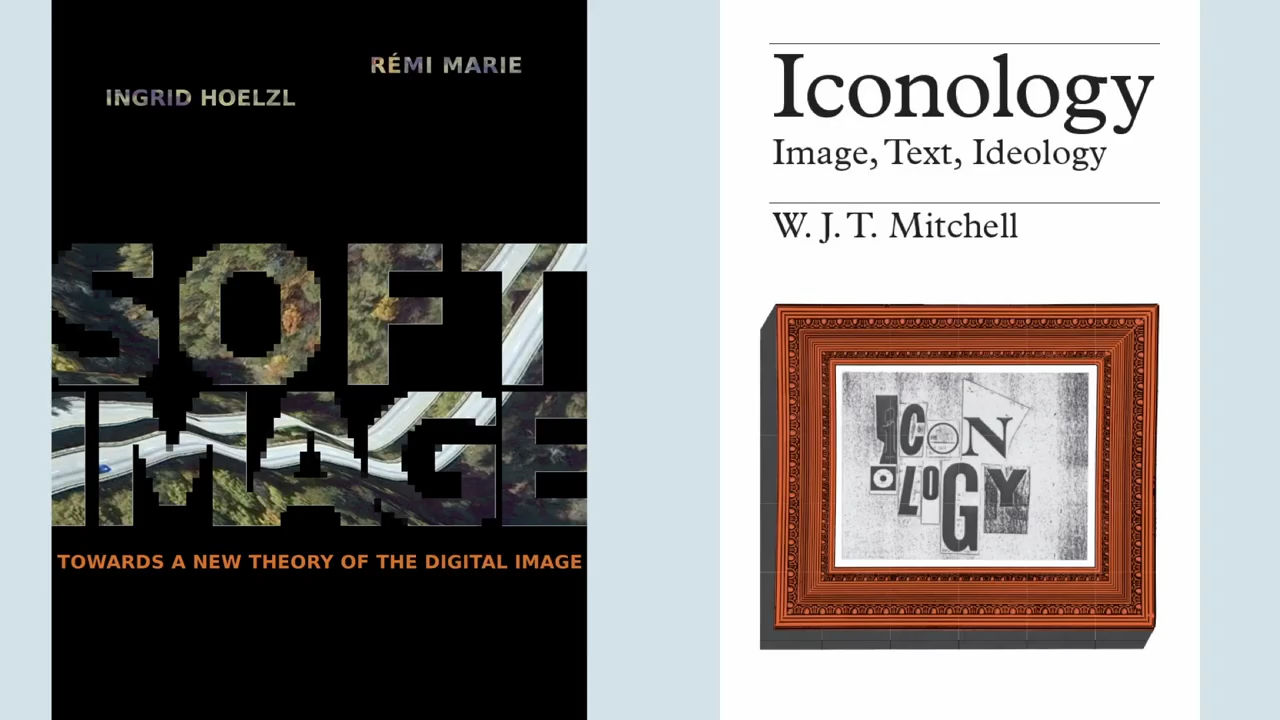 RÉMI MARIE
INGRID HOELZL
SOFT
IMAGE
TOWARDS A NEW THEORY OF THE DIGITAL IMAGE
Iconology
Image, Text, Ideology
W. J. T. Mitchell
ICON
OLOGY